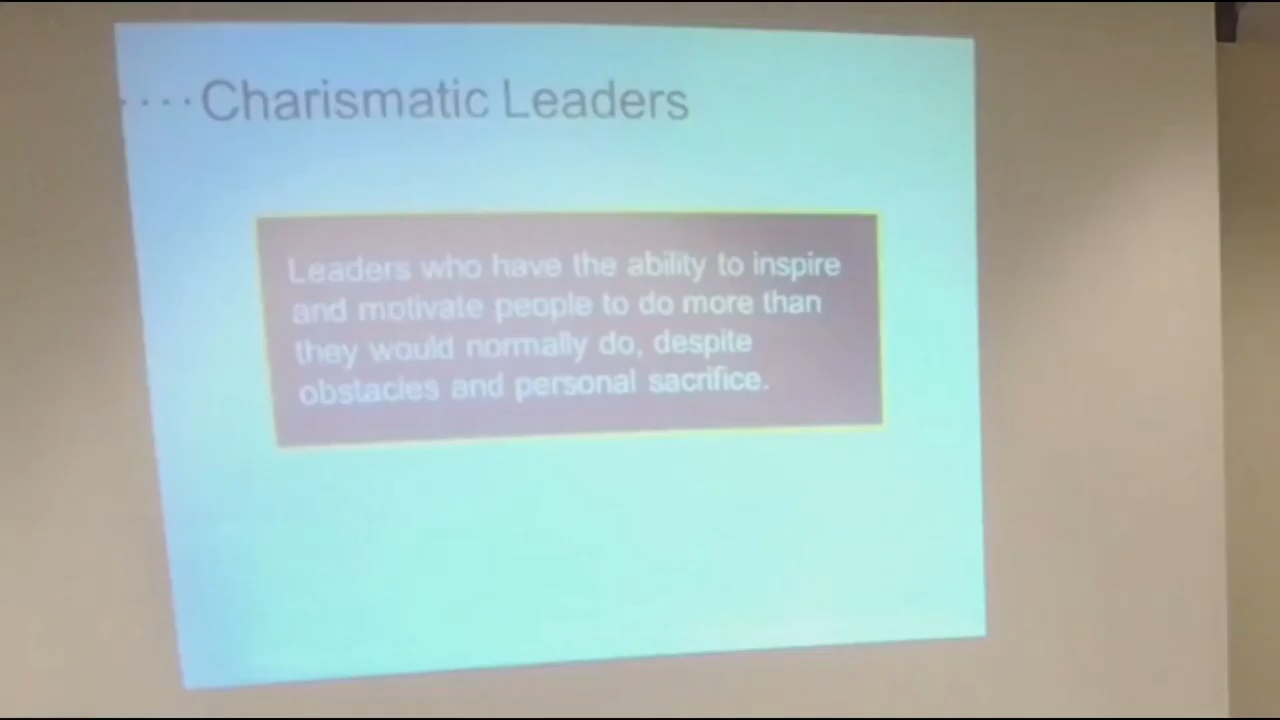 ....Charismatic Leaders
Leaders who have the ability to inspire
and motivate people to do more than
they would normally do, despite
obstacles and personal sacrifice.